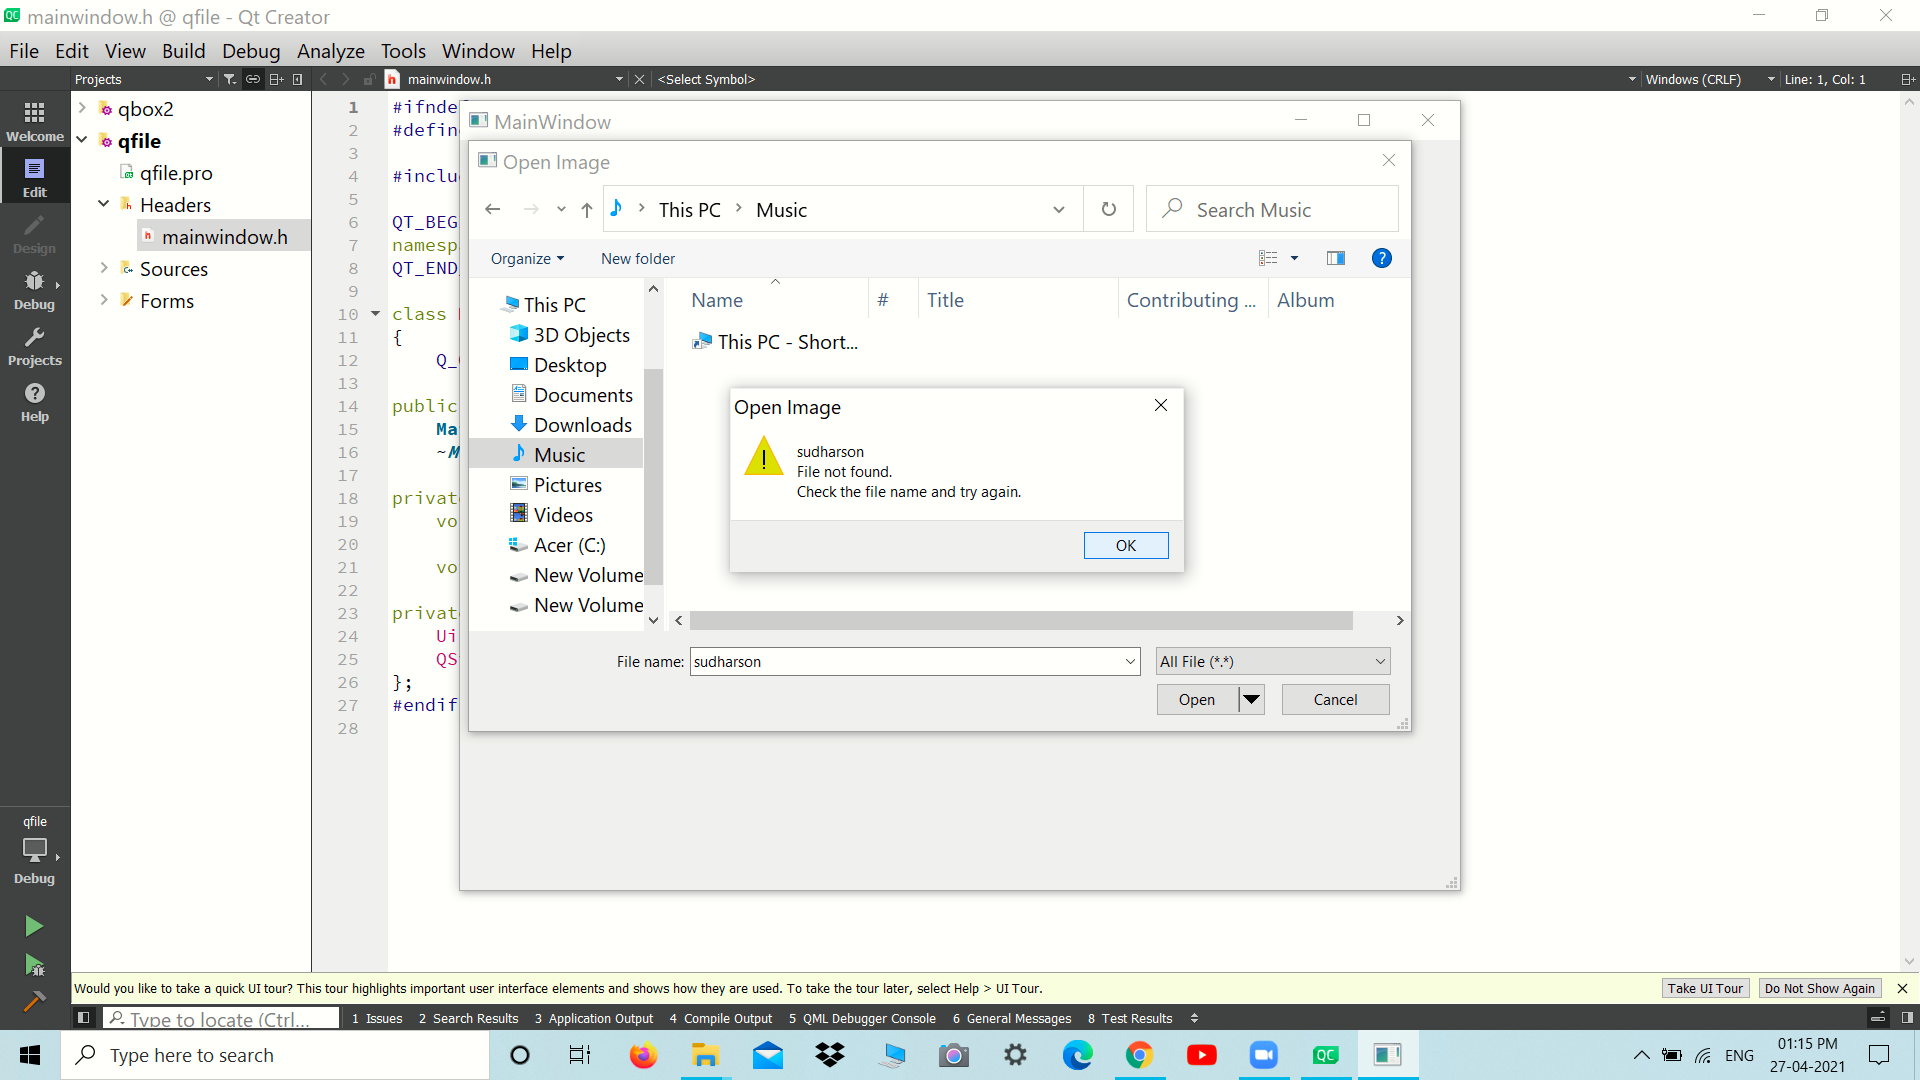 mainwindow.h @ qfile - Qt Creator
File Edit View Build Debug Analyze Tools Window Help
Projects
mainwindow.h
<Select Symbol>
Windows (CRLF)
Line: 1, Col: 1
Welcome
Edit
Design
Debug
Projects
Help
qbox2
qfile
qfile.pro
Headers
mainwindow.h
Sources
Forms
1 #ifndef
2 #define
3
4 #inclu
5
6 QT_BEG
7 namespa
8 QT_END_
9
10 class
11 {
12 Q_
13
14 public
15 Ma
16 ~M
17
18 privat
19 vo
20
21 vo
22
23 privat
24 Ui
25 QS
26 };
27 #endif
28
MainWindow
Open Image
This PC > Music
Search Music
Organize
New folder
This PC
3D Objects
Desktop
Documents
Downloads
Music
Pictures
Videos
Acer (C:)
New Volume
New Volume
Name # Title Contributing ... Album
This PC - Short...
Open Image
sudharson
File not found.
Check the file name and try again.
OK
File name: sudharson
All File (*.*)
Open
Cancel
qfile
Debug
Would you like to take a quick UI tour? This tour highlights important user interface elements and shows how they are used. To take the tour later, select Help > UI Tour.
Take UI Tour
Do Not Show Again
Type to locate (Ctrl...
1 Issues 2 Search Results 3 Application Output 4 Compile Output 5 QML Debugger Console 6 General Messages 8 Test Results
Type here to search
ENG
01:15 PM
27-04-2021